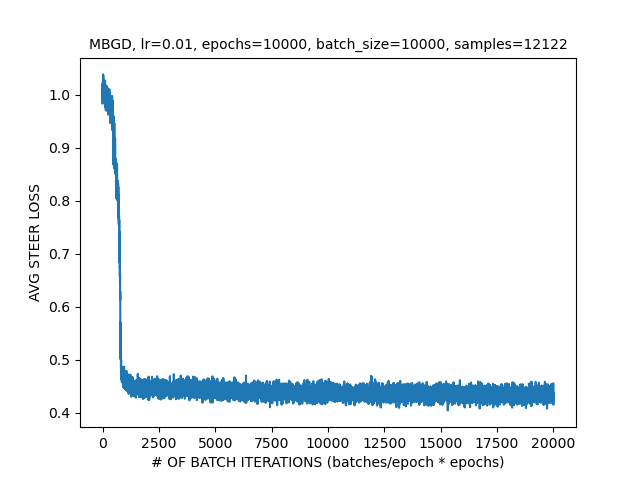 MBGD, lr=0.01, epochs=10000, batch_size=10000, samples=12122
1.0
0.9
0.8
0.7
0.6
0.5
0.4
AVG STEER LOSS
0 2500 5000 7500 10000 12500 15000 17500 20000
# OF BATCH ITERATIONS (batches/epoch * epochs)